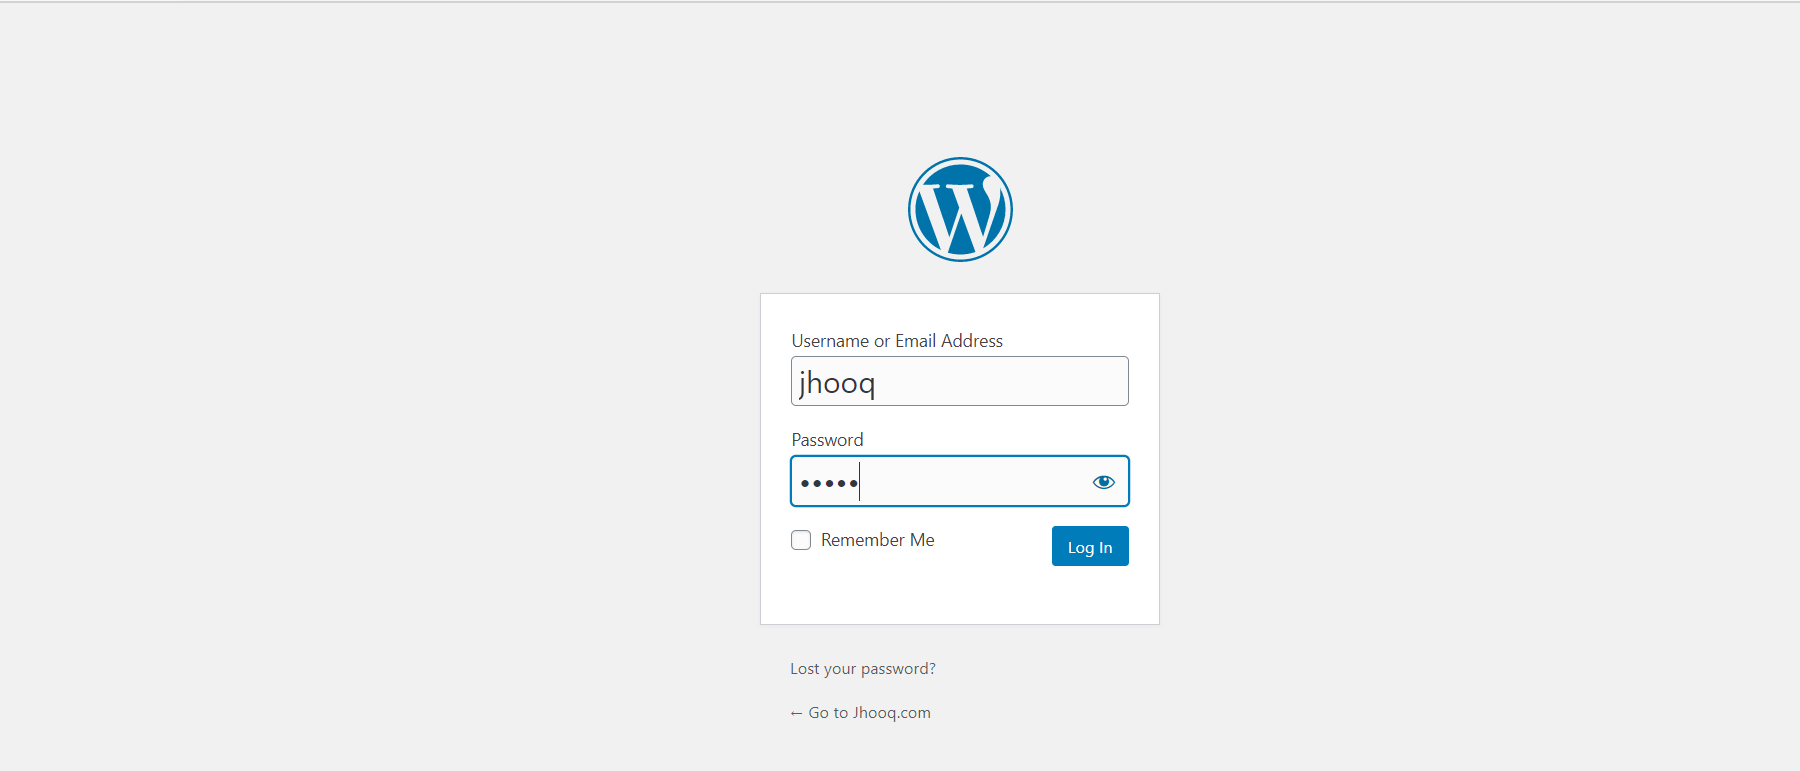 Username or Email Address
jhooq
Password
•••••
Remember Me
Log In
Lost your password?
← Go to Jhooq.com